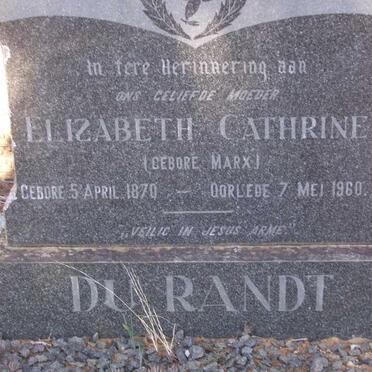 In tere Herinnering aan
ONS GELIEFDE MOEDER
ELIZABETH CATHRINE
(GEBORE MARX)
GEBORE 5 APRIL 1870 — OORLEDE 7 MEI 1960
"VEILIG IN JESUS ARME"
DU RANDT